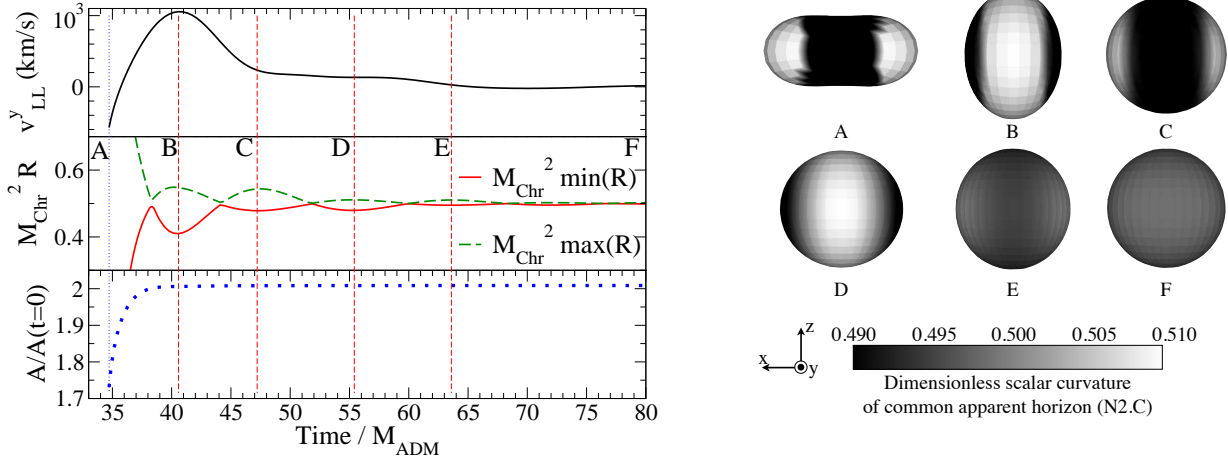 10³
0
v^y_LL (km/s)
A B C D E F
0.6
0.4
M_Chr² R
M_Chr² min(R)
M_Chr² max(R)
2
1.9
1.8
1.7
A/A(t=0)
35 40 45 50 55 60 65 70 75 80
Time / M_ADM
A B C
D E F
z
x
y
0.490 0.495 0.500 0.505 0.510
Dimensionless scalar curvature
of common apparent horizon (N2.C)